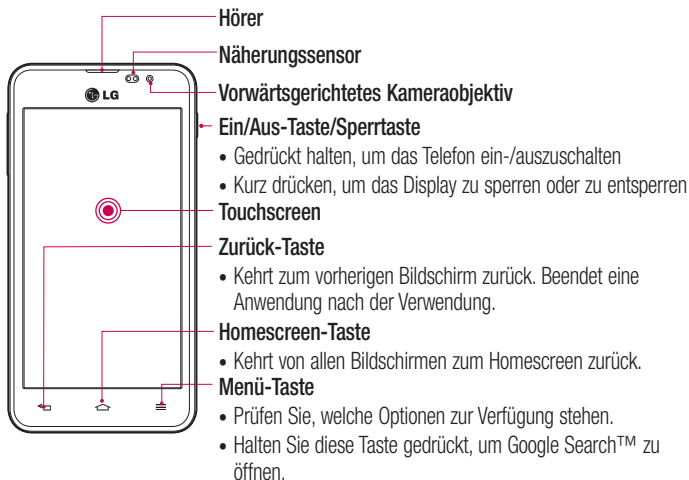 Hörer
Näherungssensor
LG
Vorwärtsgerichtetes Kameraobjektiv
Ein/Aus-Taste/Sperrtaste
• Gedrückt halten, um das Telefon ein-/auszuschalten
• Kurz drücken, um das Display zu sperren oder zu entsperren
Touchscreen
Zurück-Taste
• Kehrt zum vorherigen Bildschirm zurück. Beendet eine
Anwendung nach der Verwendung.
Homescreen-Taste
• Kehrt von allen Bildschirmen zum Homescreen zurück.
Menü-Taste
• Prüfen Sie, welche Optionen zur Verfügung stehen.
• Halten Sie diese Taste gedrückt, um Google Search™ zu
öffnen.